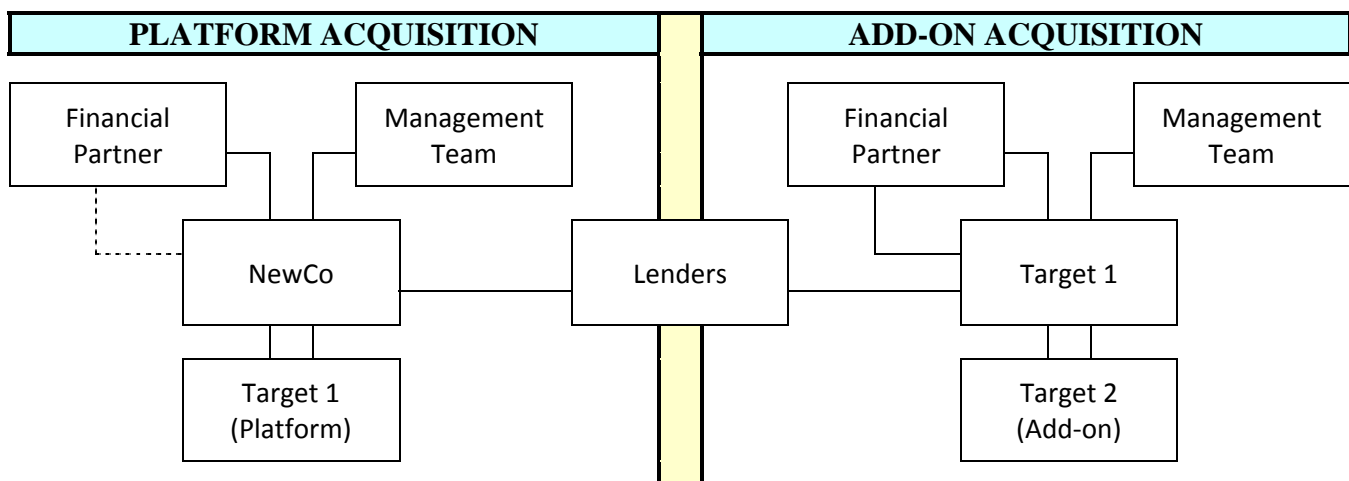 PLATFORM ACQUISITION
ADD-ON ACQUISITION
Financial
Partner
Management
Team
Financial
Partner
Management
Team
NewCo
Lenders
Target 1
Target 1
(Platform)
Target 2
(Add-on)